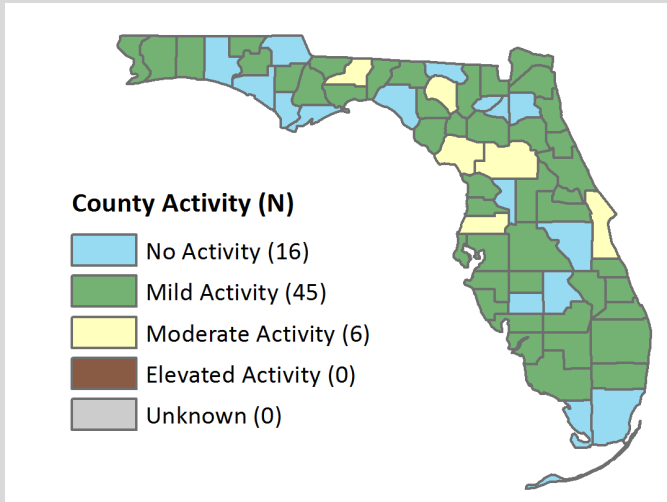 County Activity (N)
No Activity (16)
Mild Activity (45)
Moderate Activity (6)
Elevated Activity (0)
Unknown (0)